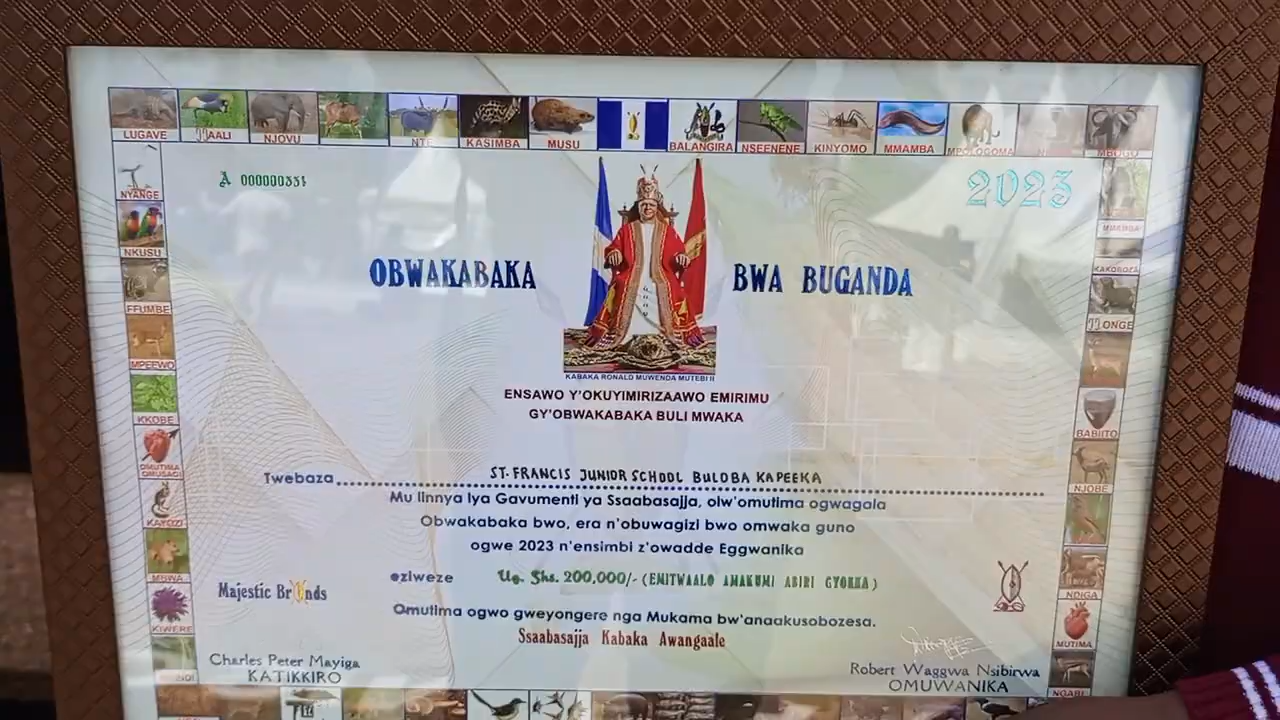 LUGAVE
NJOVU
KASIMBA
MUSU
BALANGIRA
NSEENENE
KINYOMO
MMAMBA
MPOLOGOMA
MBOGO
NYANGE
A 000000331
2023
NKUSU
OBWAKABAKA BWA BUGANDA
KAKOBOZA
FFUMBE
MPEEWO
KABAKA RONALD MUWENDA MUTEBI II
ENSAWO Y'OKUYIMIRIZAAWO EMIRIMU
GY'OBWAKABAKA BULI MWAKA
KKOBE
BABIITO
OMUTIMA
OMUSAGI
Twebaza ST. FRANCIS JUNIOR SCHOOL BULOBA KAPEEKA
NJOBE
Mu linnya lya Gavumenti ya Ssaabasajja, olw'omutima ogwagala
KAYOZI
Obwakabaka bwo, era n'obuwagizi bwo omwaka guno
ogwe 2023 n'ensimbi z'owadde Eggwanika
MBWA
eziweze Ug. Shs. 200,000/- (EMITWAALO AMAKUMI ABIRI GYOKKA)
NDIGA
Majestic Brands
KIWERE
Omutima ogwo gweyongere nga Mukama bw'anaakusobozesa.
MUTIMA
Ssaabasajja Kabaka Awangaale
Charles Peter Mayiga
KATIKKIRO
Robert Waggwa Nsibirwa
OMUWANIKA
NGABI